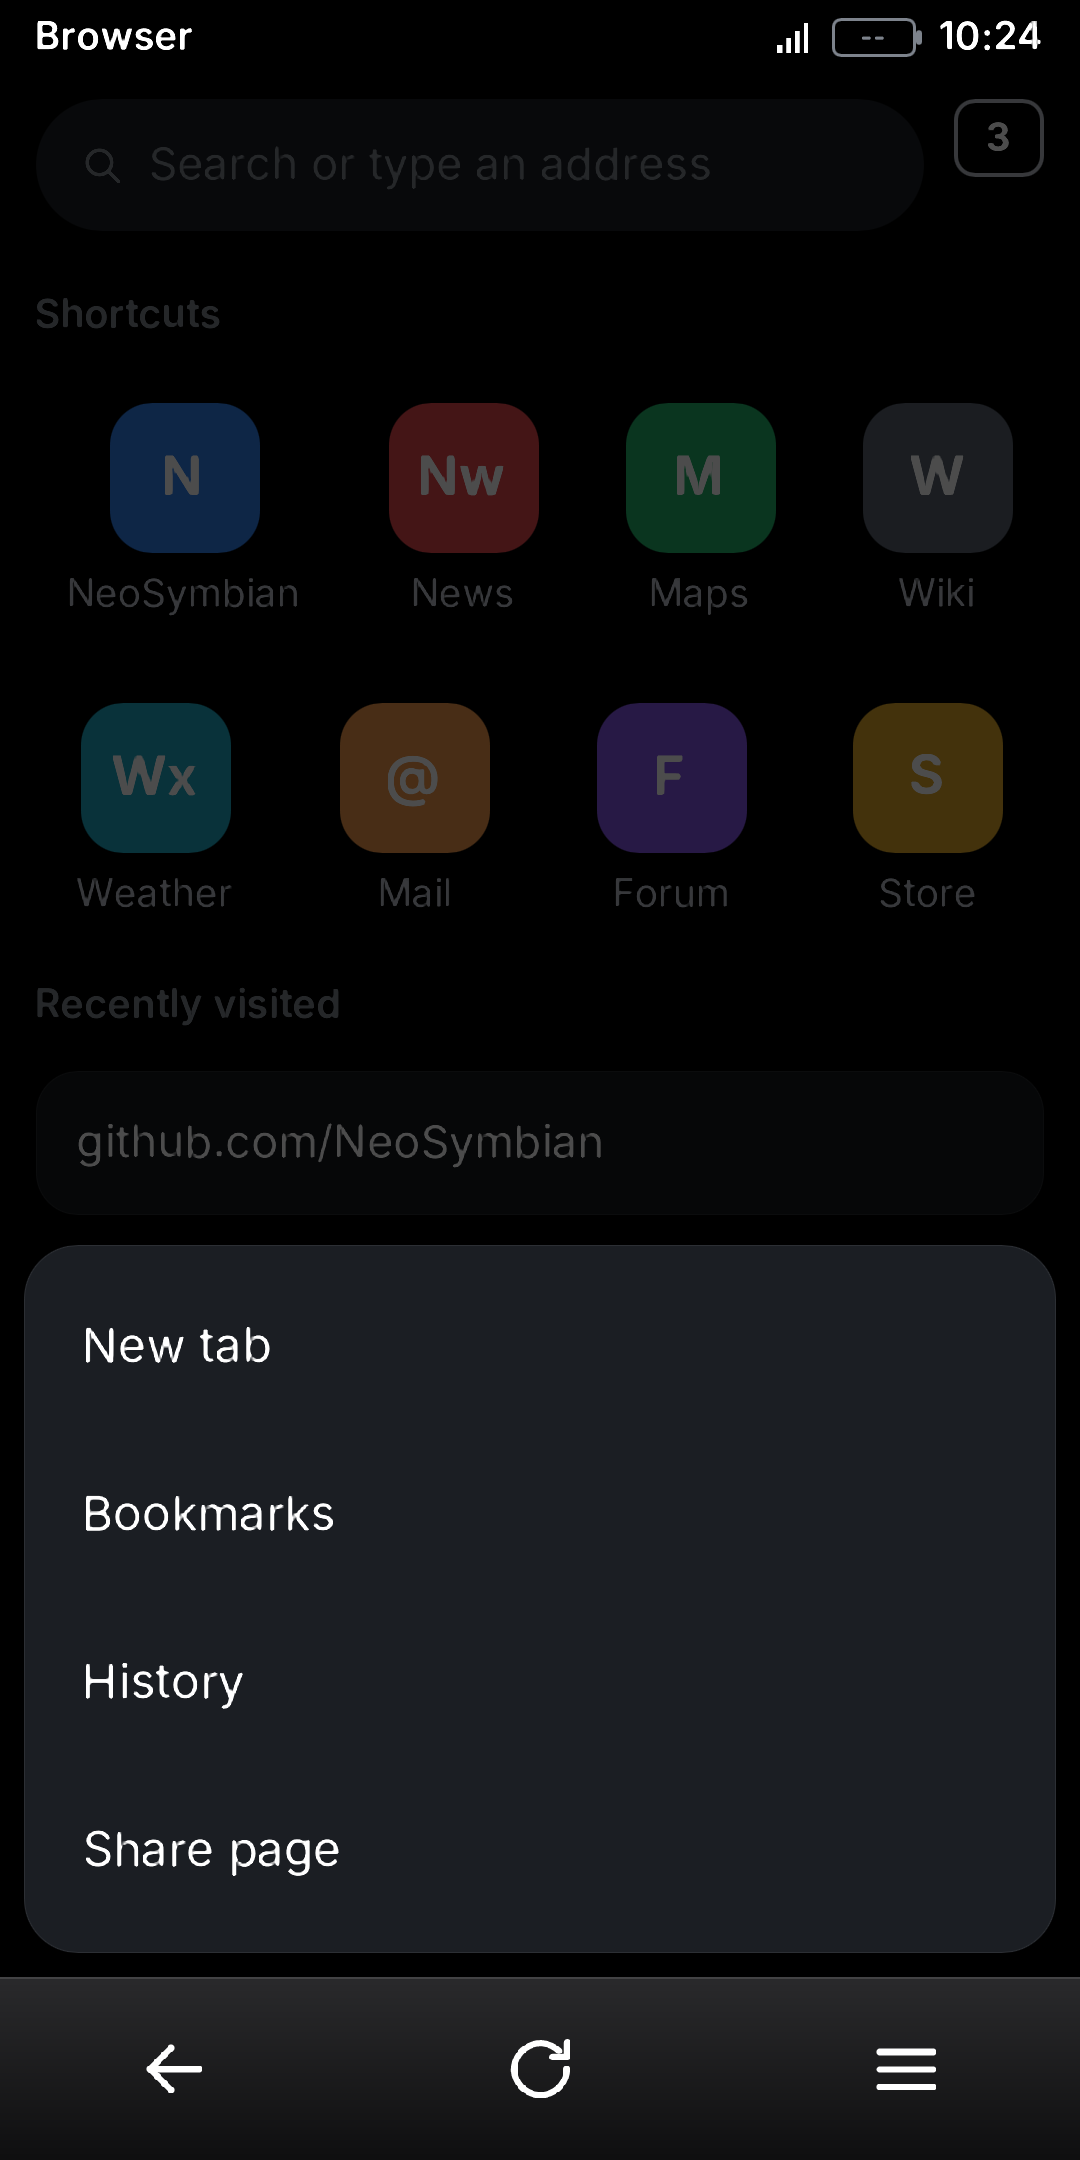 Browser -- 10:24
Search or type an address 3
Shortcuts
N Nw M W
NeoSymbian News Maps Wiki
Wx @ F S
Weather Mail Forum Store
Recently visited
github.com/NeoSymbian
New tab
Bookmarks
History
Share page